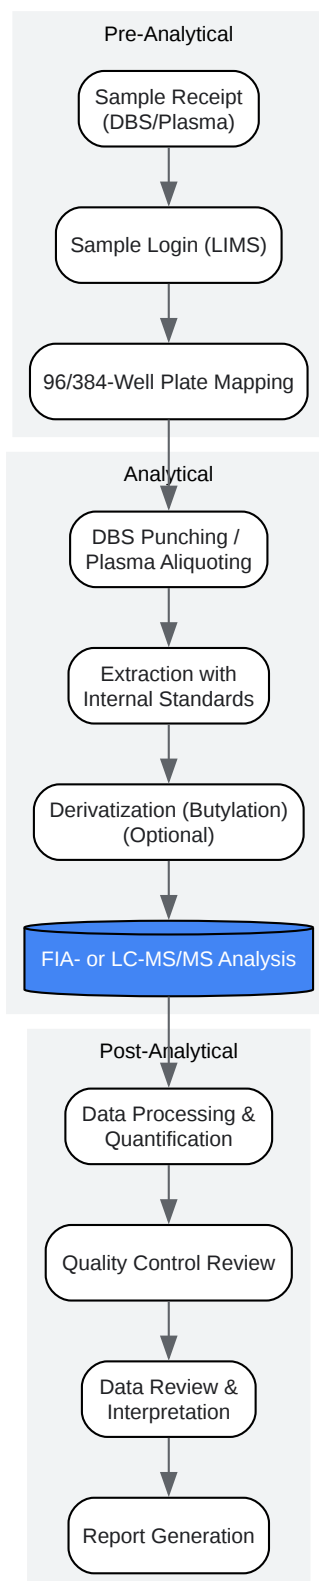 Pre-Analytical
Sample Receipt
(DBS/Plasma)
Sample Login (LIMS)
96/384-Well Plate Mapping
Analytical
DBS Punching /
Plasma Aliquoting
Extraction with
Internal Standards
Derivatization (Butylation)
(Optional)
FIA- or LC-MS/MS Analysis
Post-Analytical
Data Processing &
Quantification
Quality Control Review
Data Review &
Interpretation
Report Generation